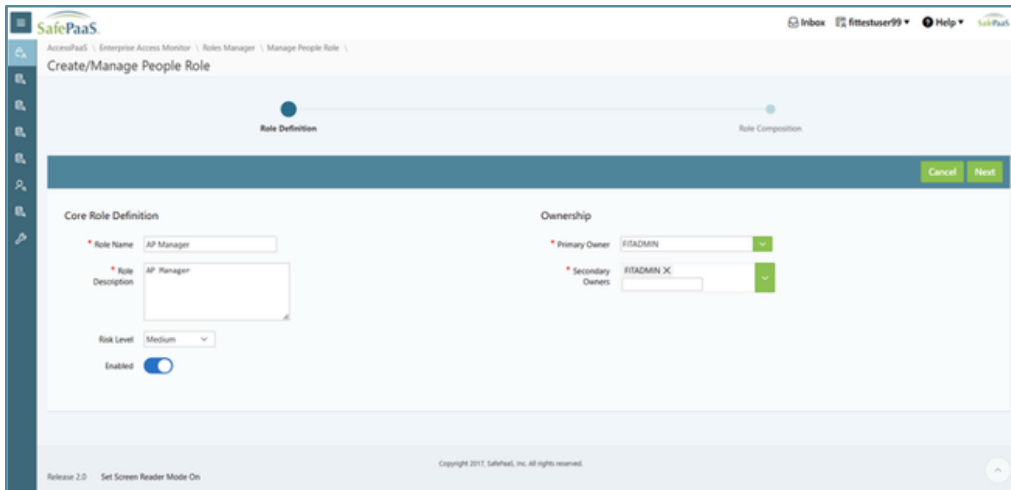 SafePaaS.
Inbox fittestuser99 Help SafePaaS
AccessPaaS \ Enterprise Access Monitor \ Roles Manager \ Manage People Role \
Create/Manage People Role
Role Definition
Role Composition
Cancel Next
Core Role Definition
Ownership
* Role Name AP Manager
* Primary Owner FITADMIN
* Role Description AP Manager
* Secondary Owners FITADMIN X
Risk Level Medium
Enabled
Copyright 2017, SafePaaS, Inc. All rights reserved.
Release 2.0 Set Screen Reader Mode On